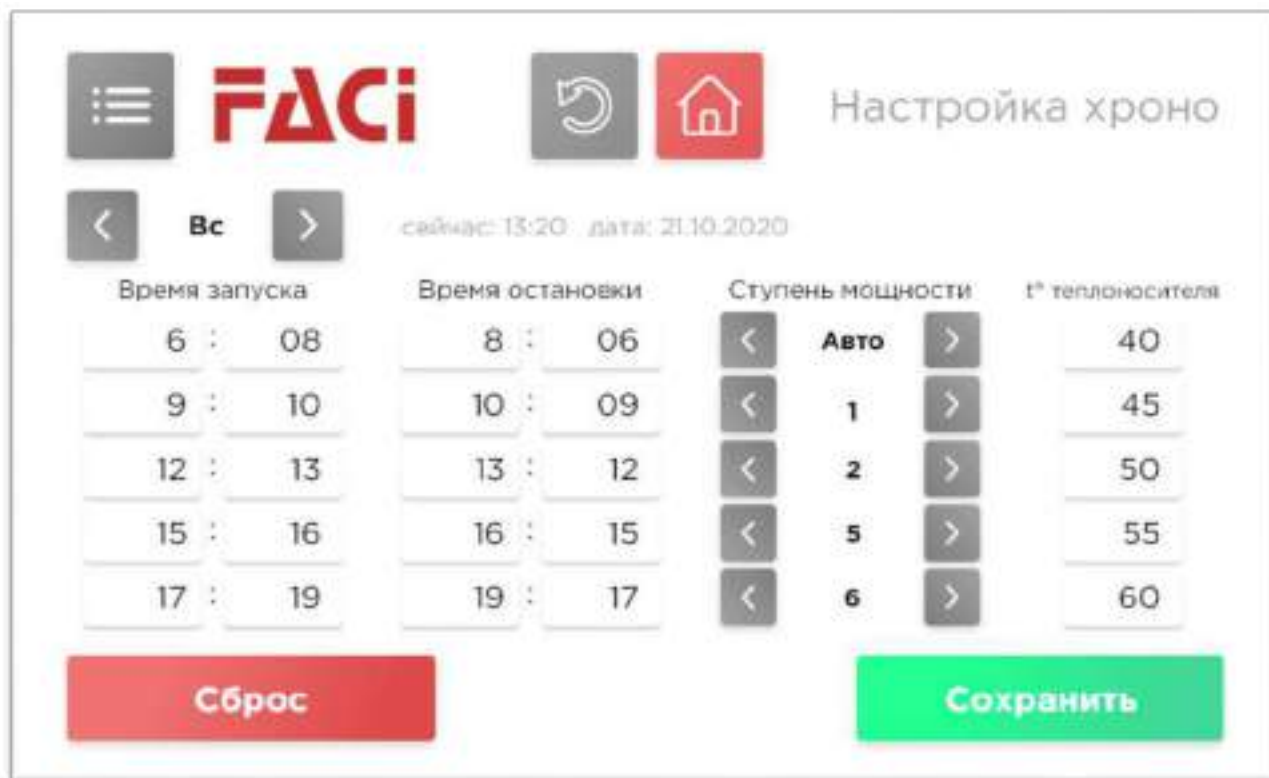 FACi Настройка хроно
Вс сейчас: 13:20 дата: 21.10.2020
Время запуска Время остановки Ступень мощности t° теплоносителя
6 : 08 8 : 06 Авто 40
9 : 10 10 : 09 1 45
12 : 13 13 : 12 2 50
15 : 16 16 : 15 5 55
17 : 19 19 : 17 6 60
Сброс Сохранить